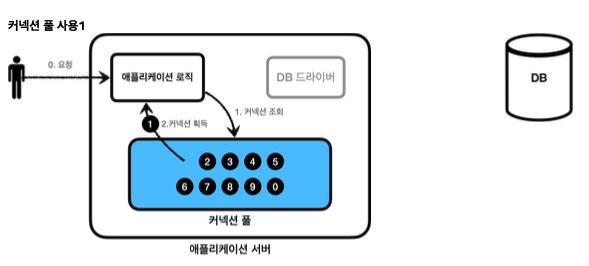 커넥션 풀 사용1
0. 요청
애플리케이션 로직
DB 드라이버
DB
1. 커넥션 조회
1 2.커넥션 획득
2 3 4 5
6 7 8 9 0
커넥션 풀
애플리케이션 서버